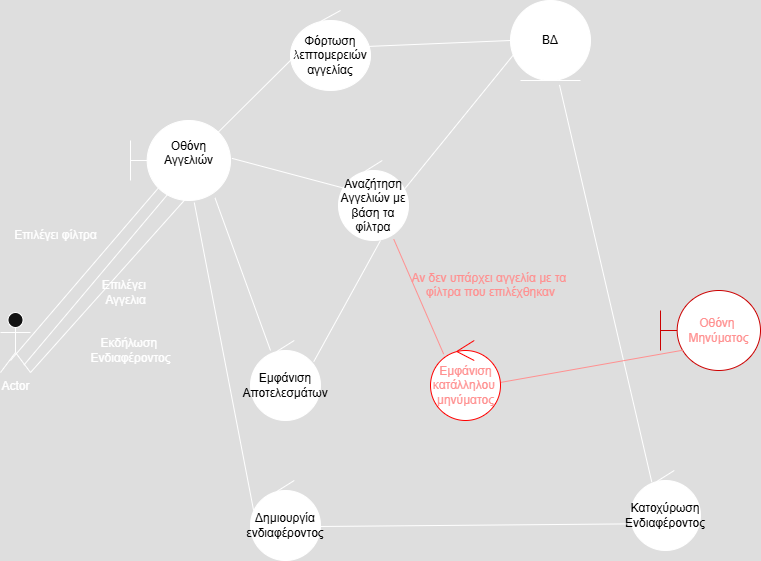 Φόρτωση
λεπτομερειών
αγγελίας
ΒΔ
Οθόνη
Αγγελιών
Αναζήτηση
Αγγελιών με
βάση τα
φίλτρα
Επιλέγει φίλτρα
Αν δεν υπάρχει αγγελία με τα
φίλτρα που επιλέχθηκαν
Επιλέγει
Αγγελια
Οθόνη
Μηνύματος
Εκδήλωση
Ενδιαφέροντος
Actor
Εμφάνιση
Αποτελεσμάτων
Εμφάνιση
κατάλληλου
μηνύματος
Δημιουργία
ενδιαφέροντος
Κατοχύρωση
Ενδιαφέροντος